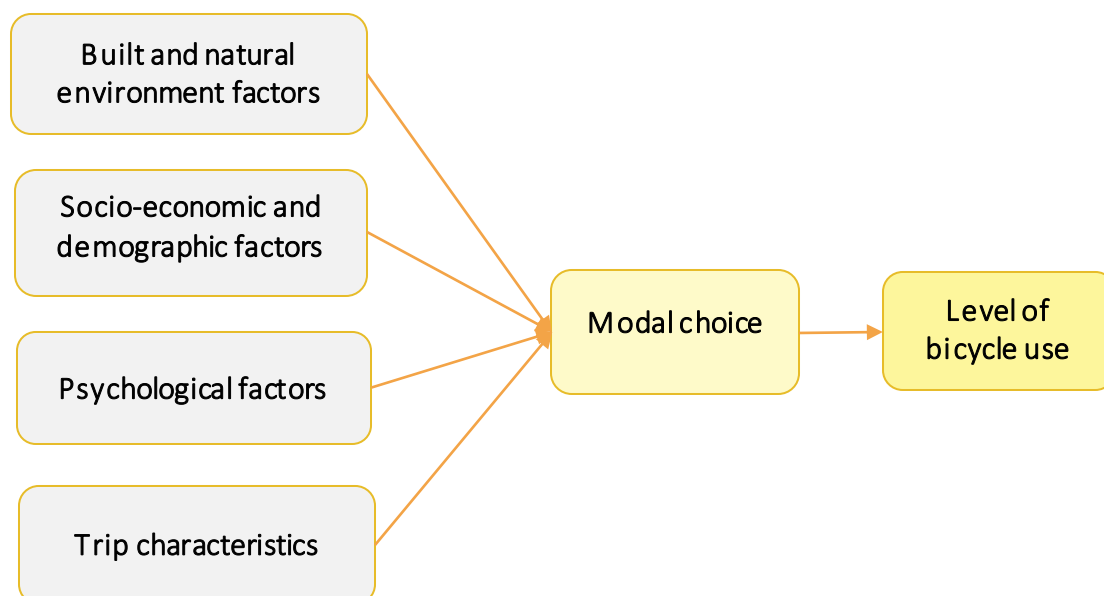 Built and natural
environment factors
Socio-economic and
demographic factors
Psychological factors
Trip characteristics
Modal choice
Level of
bicycle use